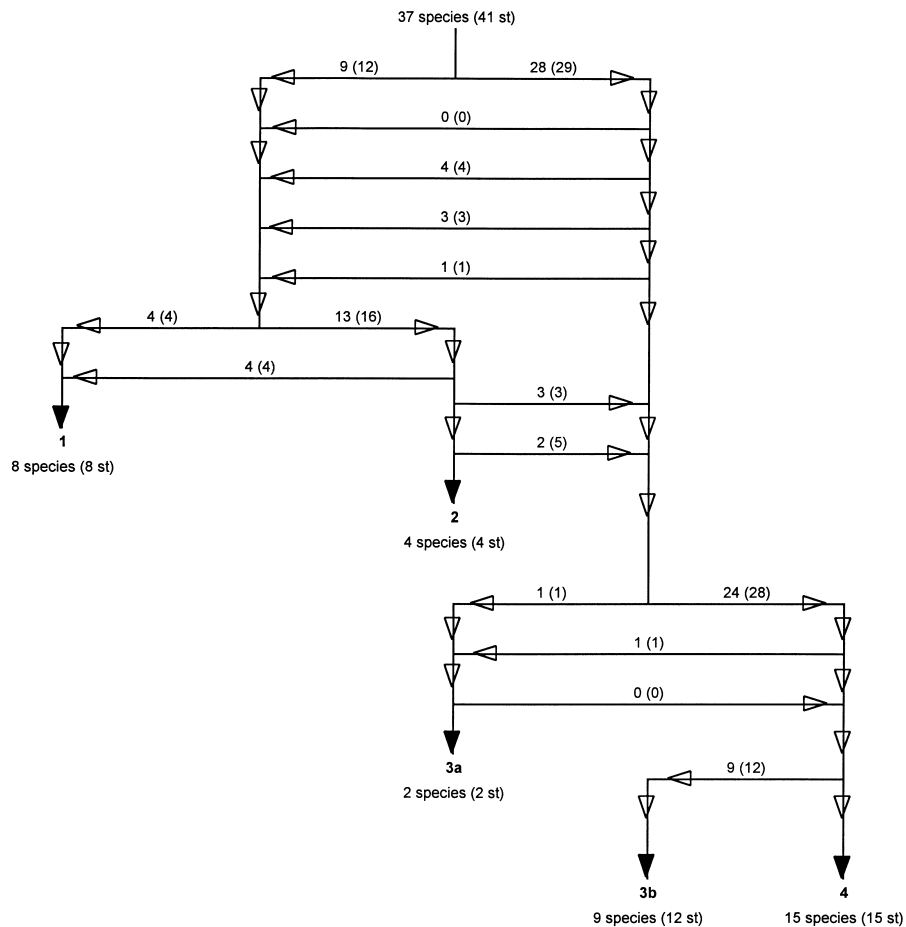 37 species (41 st)
9 (12) 28 (29)
0 (0)
4 (4)
3 (3)
1 (1)
4 (4) 13 (16)
4 (4)
3 (3)
1
2 (5)
8 species (8 st)
2
4 species (4 st)
1 (1) 24 (28)
1 (1)
0 (0)
3a
9 (12)
2 species (2 st)
3b 4
9 species (12 st) 15 species (15 st)